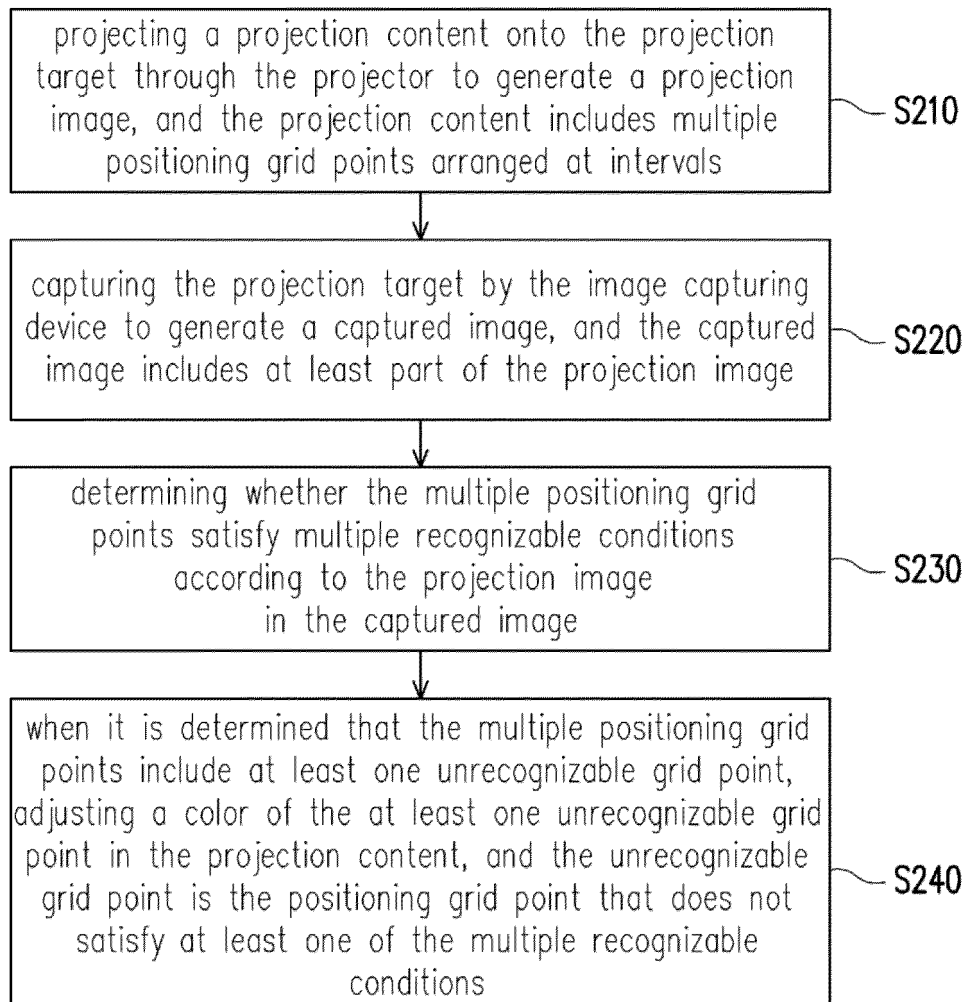 projecting a projection content onto the projection
target through the projector to generate a projection
image, and the projection content includes multiple
positioning grid points arranged at intervals
S210
capturing the projection target by the image capturing
device to generate a captured image, and the captured
image includes at least part of the projection image
S220
determining whether the multiple positioning grid
points satisfy multiple recognizable conditions
according to the projection image
in the captured image
S230
when it is determined that the multiple positioning grid
points include at least one unrecognizable grid point,
adjusting a color of the at least one unrecognizable grid
point in the projection content, and the unrecognizable
grid point is the positioning grid point that does not
satisfy at least one of the multiple recognizable
conditions
S240